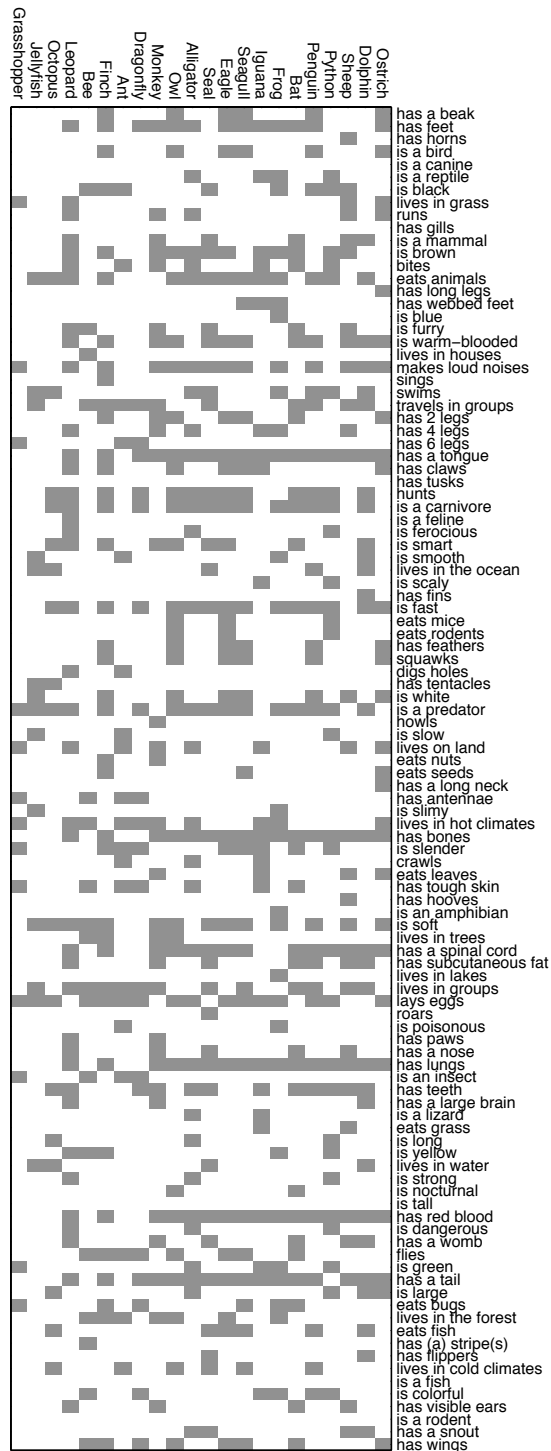 Grasshopper
Jellyfish
Octopus
Leopard
Bee
Finch
Ant
Dragonfly
Monkey
Owl
Alligator
Seal
Eagle
Seagull
Iguana
Frog
Bat
Penguin
Python
Sheep
Dolphin
Ostrich
has a beak
has feet
has horns
is a bird
is a canine
is a reptile
is black
lives in grass
runs
has gills
is a mammal
is brown
bites
eats animals
has long legs
has webbed feet
is blue
is furry
is warm−blooded
lives in houses
makes loud noises
sings
swims
travels in groups
has 2 legs
has 4 legs
has 6 legs
has a tongue
has claws
has tusks
hunts
is a carnivore
is a feline
is ferocious
is smart
is smooth
lives in the ocean
is scaly
has fins
is fast
eats mice
eats rodents
has feathers
squawks
digs holes
has tentacles
is white
is a predator
howls
is slow
lives on land
eats nuts
eats seeds
has a long neck
has antennae
is slimy
lives in hot climates
has bones
is slender
crawls
eats leaves
has tough skin
has hooves
is an amphibian
is soft
lives in trees
has a spinal cord
has subcutaneous fat
lives in lakes
lives in groups
lays eggs
roars
is poisonous
has paws
has a nose
has lungs
is an insect
has teeth
has a large brain
is a lizard
eats grass
is long
is yellow
lives in water
is strong
is nocturnal
is tall
has red blood
is dangerous
has a womb
flies
is green
has a tail
is large
eats bugs
lives in the forest
eats fish
has (a) stripe(s)
has flippers
lives in cold climates
is a fish
is colorful
has visible ears
is a rodent
has a snout
has wings